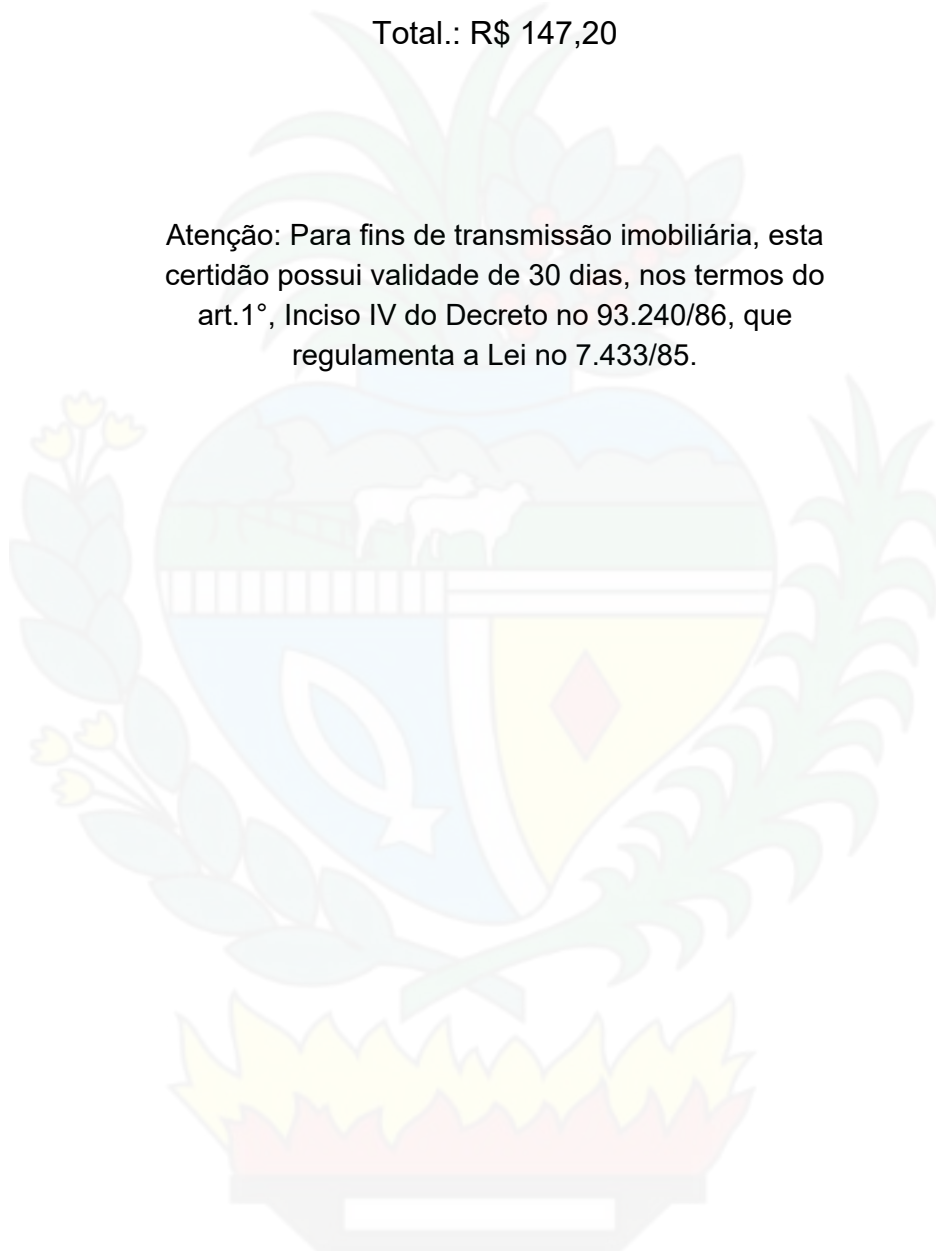 Total.: R$ 147,20
Atenção: Para fins de transmissão imobiliária, esta
certidão possui validade de 30 dias, nos termos do
art.1°, Inciso IV do Decreto no 93.240/86, que
regulamenta a Lei no 7.433/85.